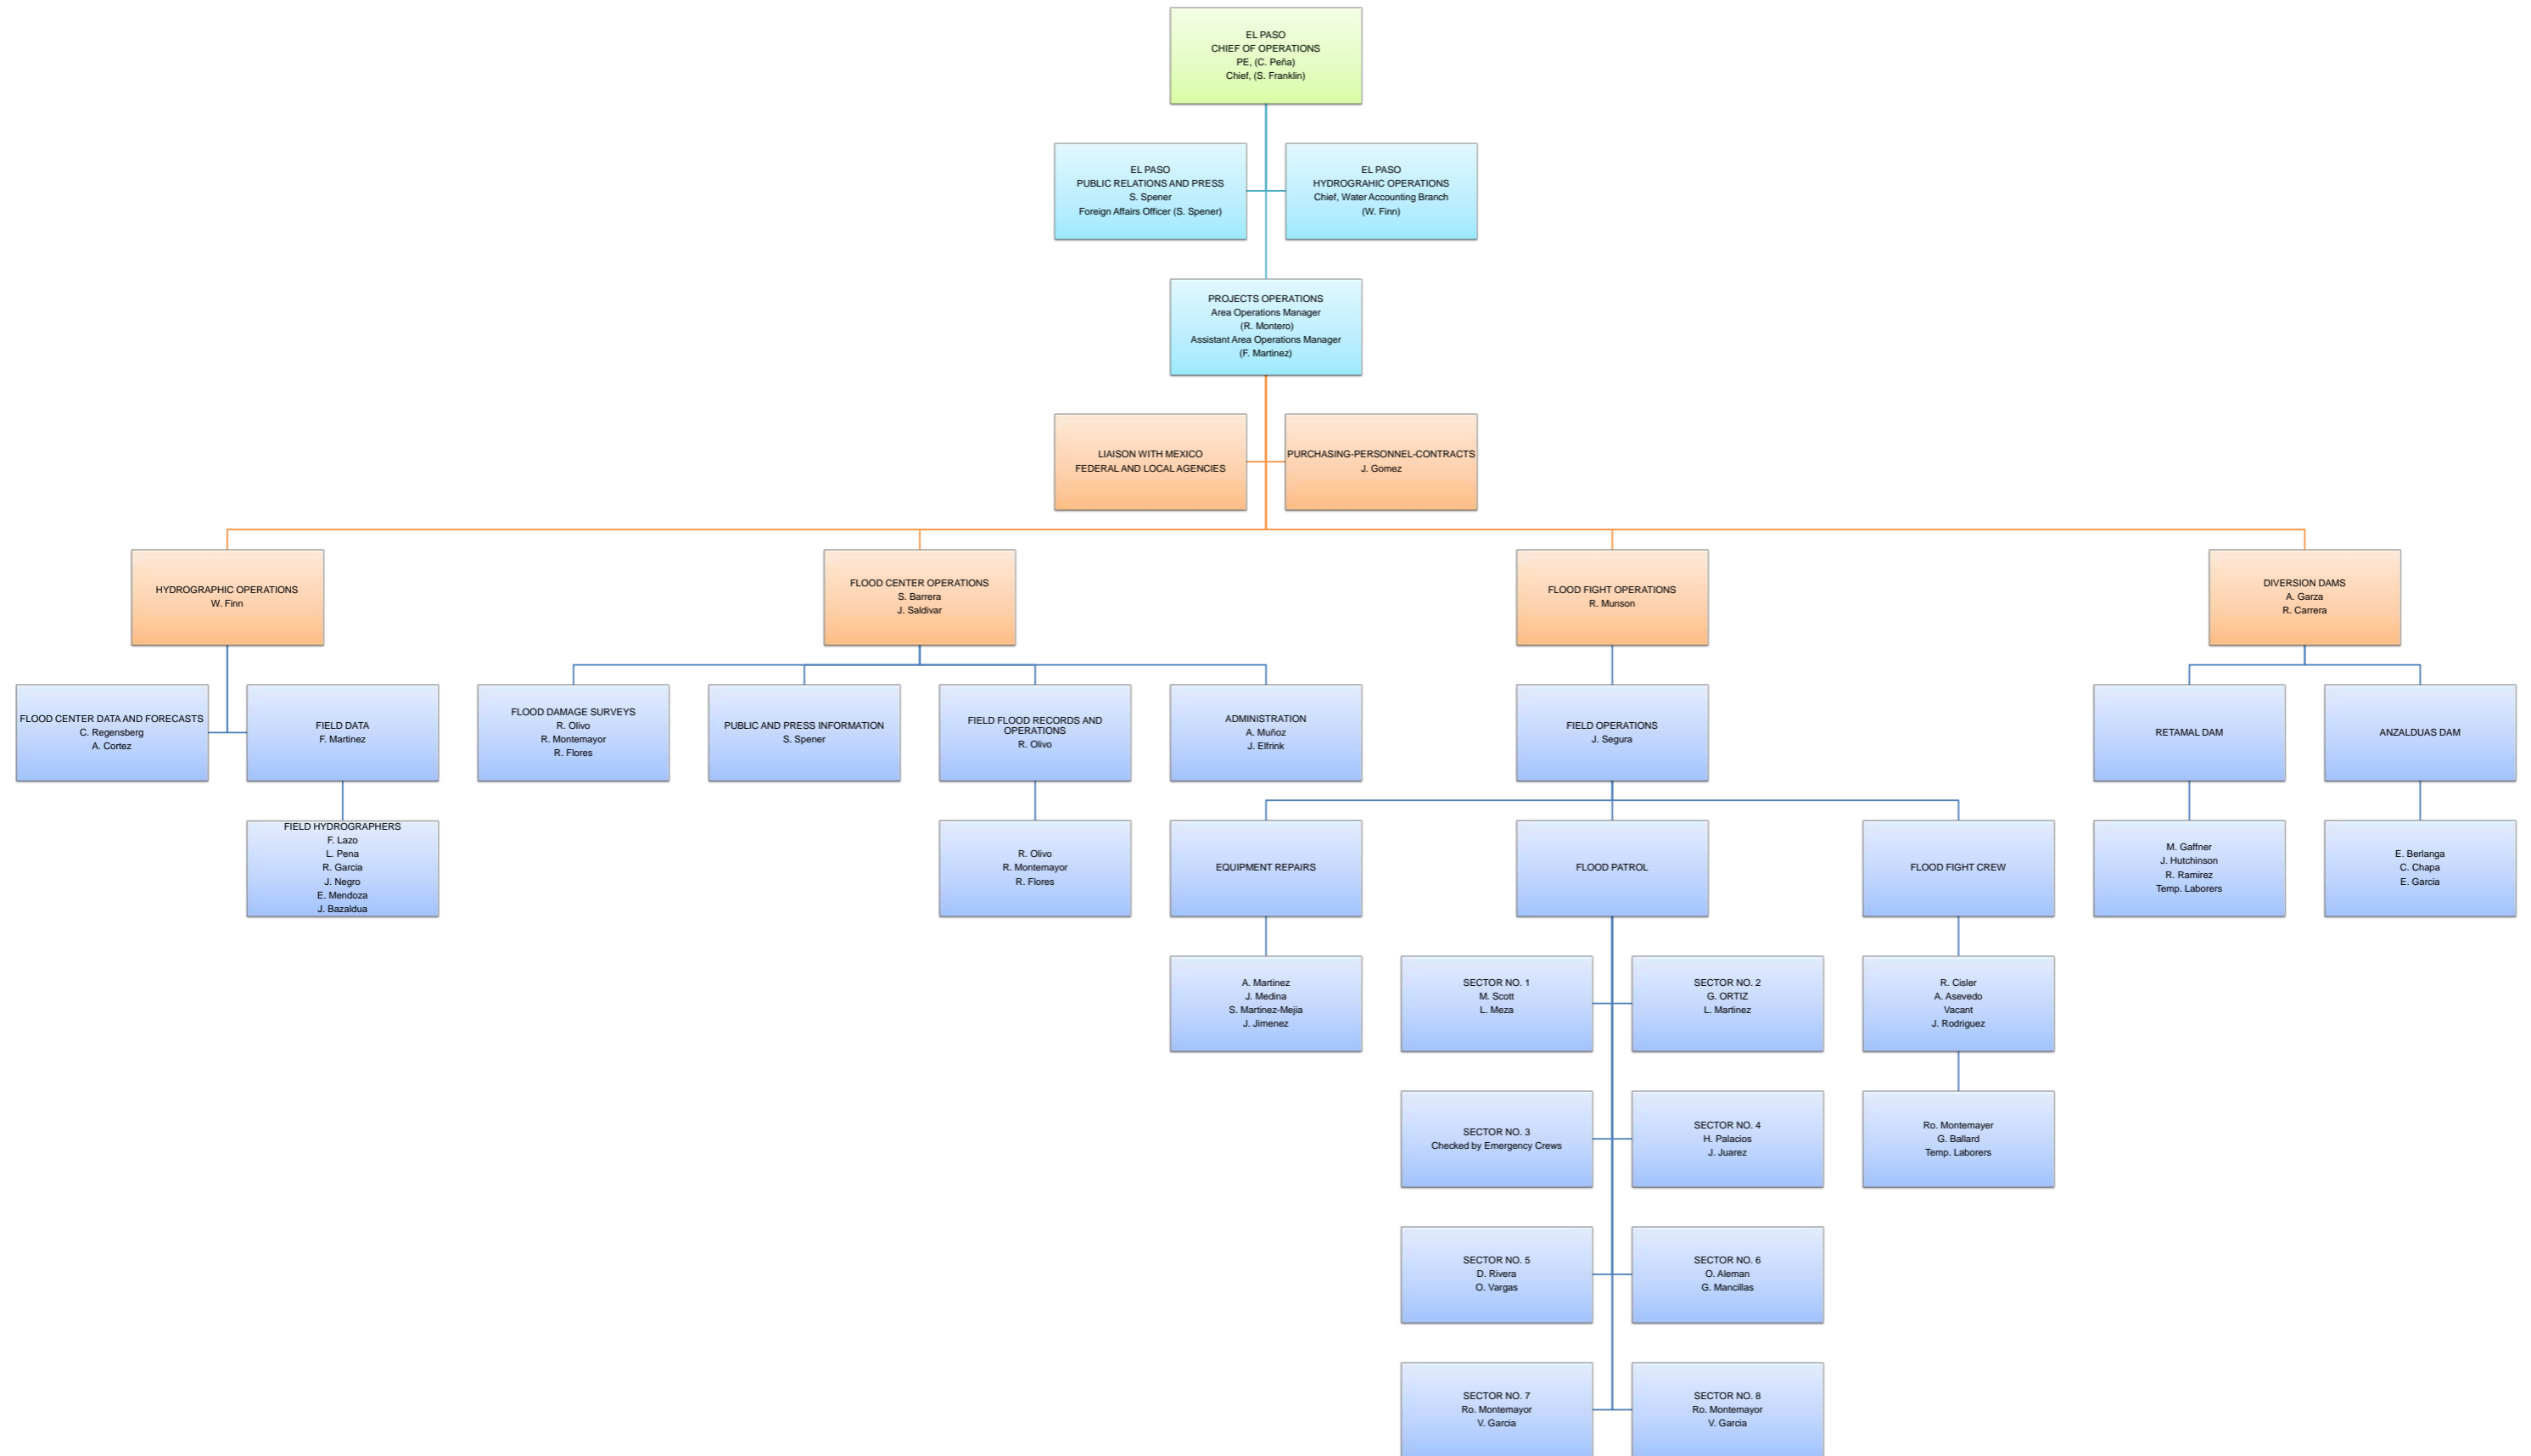 EL PASO
CHIEF OF OPERATIONS
PE, (C. Peña)
Chief, (S. Franklin)
EL PASO
PUBLIC RELATIONS AND PRESS
S. Spener
Foreign Affairs Officer (S. Spener)
EL PASO
HYDROGRAHIC OPERATIONS
Chief, Water Accounting Branch
(W. Finn)
PROJECTS OPERATIONS
Area Operations Manager
(R. Montero)
Assistant Area Operations Manager
(F. Martinez)
LIAISON WITH MEXICO
FEDERAL AND LOCAL AGENCIES
PURCHASING-PERSONNEL-CONTRACTS
J. Gomez
HYDROGRAPHIC OPERATIONS
W. Finn
FLOOD CENTER OPERATIONS
S. Barrera
J. Saldivar
FLOOD FIGHT OPERATIONS
R. Munson
DIVERSION DAMS
A. Garza
R. Carrera
FLOOD CENTER DATA AND FORECASTS
C. Regensberg
A. Cortez
FIELD DATA
F. Martinez
FLOOD DAMAGE SURVEYS
R. Olivo
R. Montemayor
R. Flores
PUBLIC AND PRESS INFORMATION
S. Spener
FIELD FLOOD RECORDS AND
OPERATIONS
R. Olivo
ADMINISTRATION
A. Muñoz
J. Elfrink
FIELD OPERATIONS
J. Segura
RETAMAL DAM
ANZALDUAS DAM
FIELD HYDROGRAPHERS
F. Lazo
L. Pena
R. Garcia
J. Negro
E. Mendoza
J. Bazaldua
R. Olivo
R. Montemayor
R. Flores
EQUIPMENT REPAIRS
FLOOD PATROL
FLOOD FIGHT CREW
M. Gaffner
J. Hutchinson
R. Ramirez
Temp. Laborers
E. Berlanga
C. Chapa
E. Garcia
A. Martinez
J. Medina
S. Martinez-Mejia
J. Jimenez
SECTOR NO. 1
M. Scott
L. Meza
SECTOR NO. 2
G. ORTIZ
L. Martinez
R. Cisler
A. Asevedo
Vacant
J. Rodriguez
SECTOR NO. 3
Checked by Emergency Crews
SECTOR NO. 4
H. Palacios
J. Juarez
Ro. Montemayer
G. Ballard
Temp. Laborers
SECTOR NO. 5
D. Rivera
O. Vargas
SECTOR NO. 6
O. Aleman
G. Mancillas
SECTOR NO. 7
Ro. Montemayor
V. Garcia
SECTOR NO. 8
Ro. Montemayor
V. Garcia